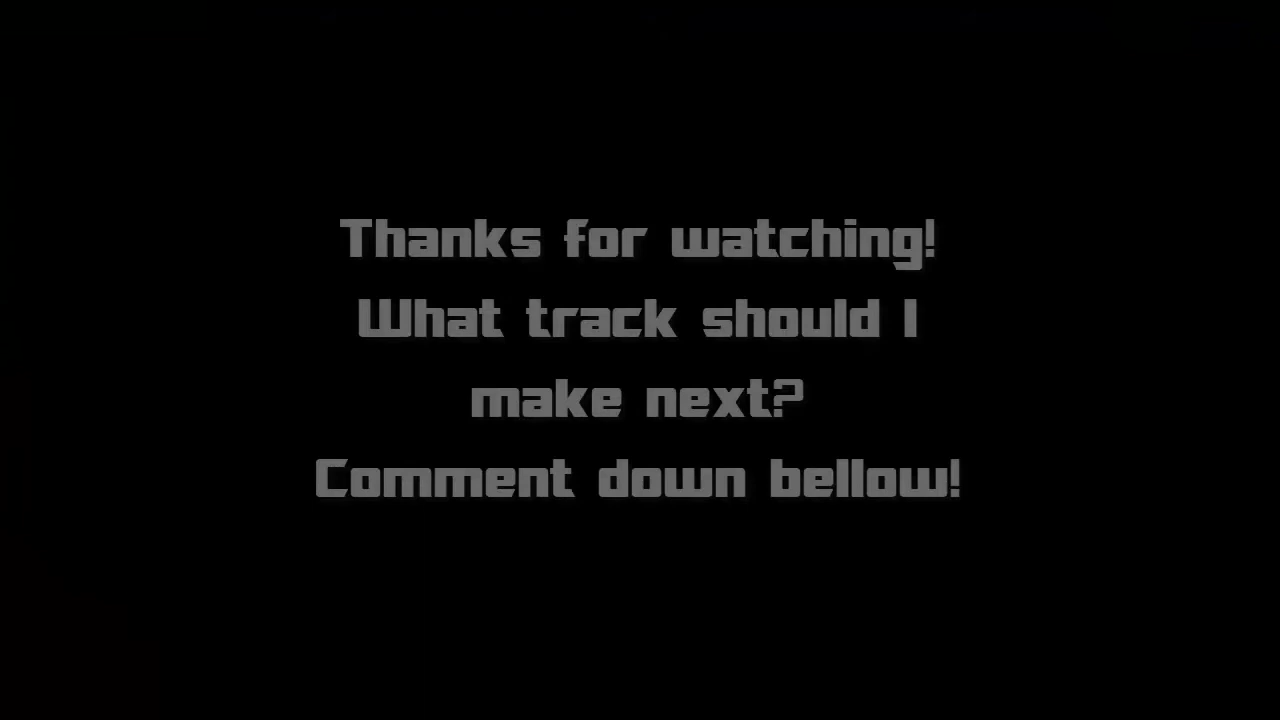 Thanks for watching!
What track should I
make next?
Comment down bellow!